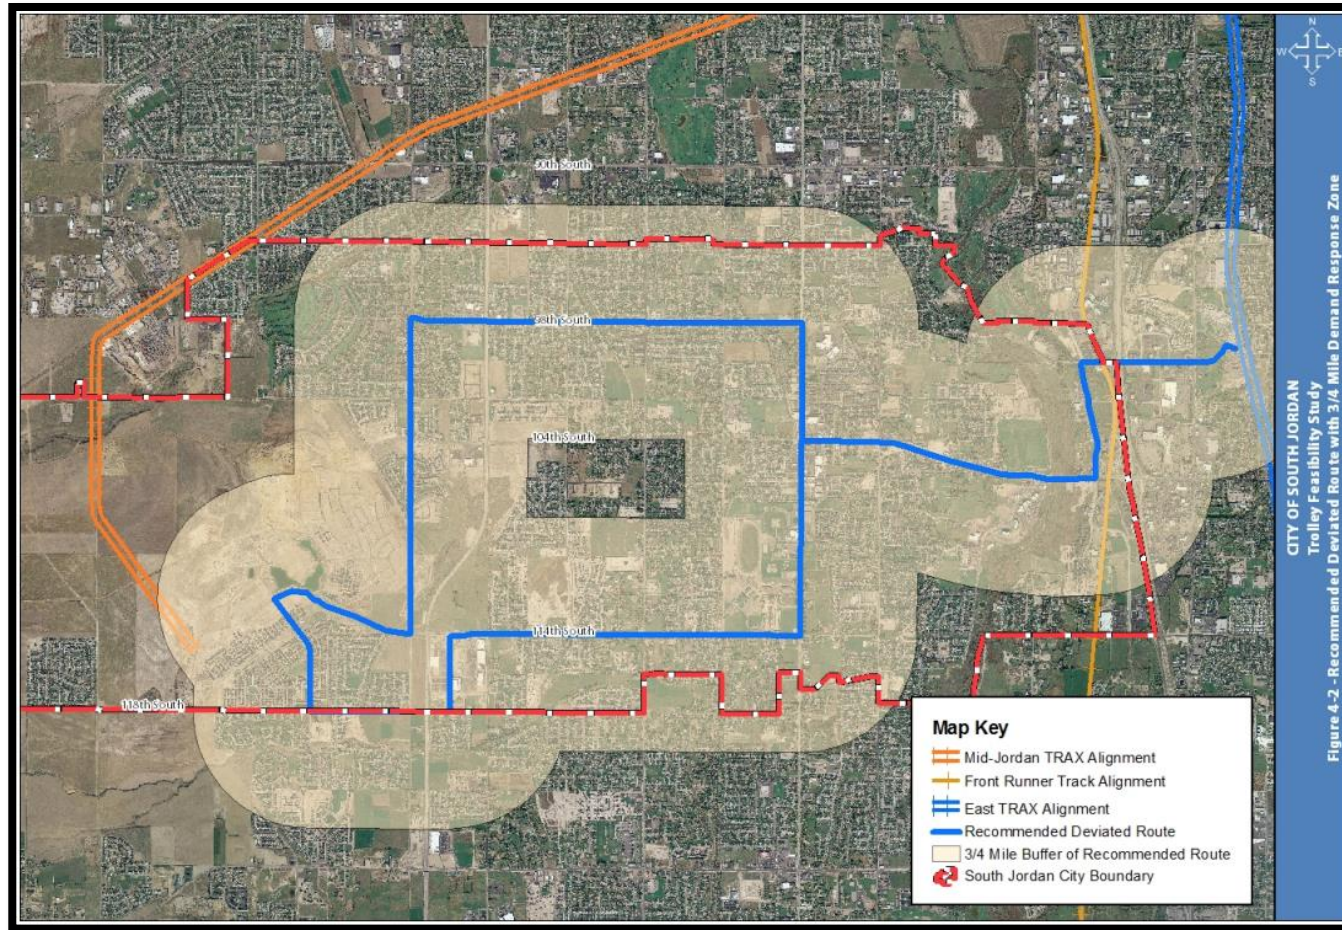 N
W E
S
90th South
98th South
104th South
114th South
118th South
Map Key
Mid-Jordan TRAX Alignment
Front Runner Track Alignment
East TRAX Alignment
Recommended Deviated Route
3/4 Mile Buffer of Recommended Route
South Jordan City Boundary
CITY OF SOUTH JORDAN
Trolley Feasibility Study
Figure 4-2 - Recommended Deviated Route with 3/4 Mile Demand Response Zone